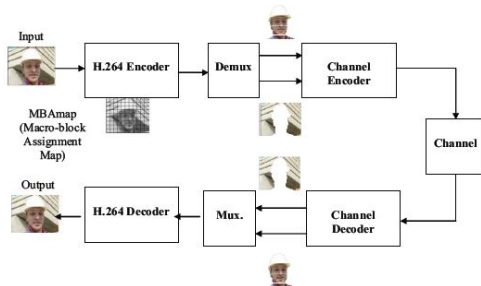 Input
H.264 Encoder
Demux
Channel
Encoder
MBAmap
(Macro-block
Assignment
Map)
Channel
Output
H.264 Decoder
Mux.
Channel
Decoder